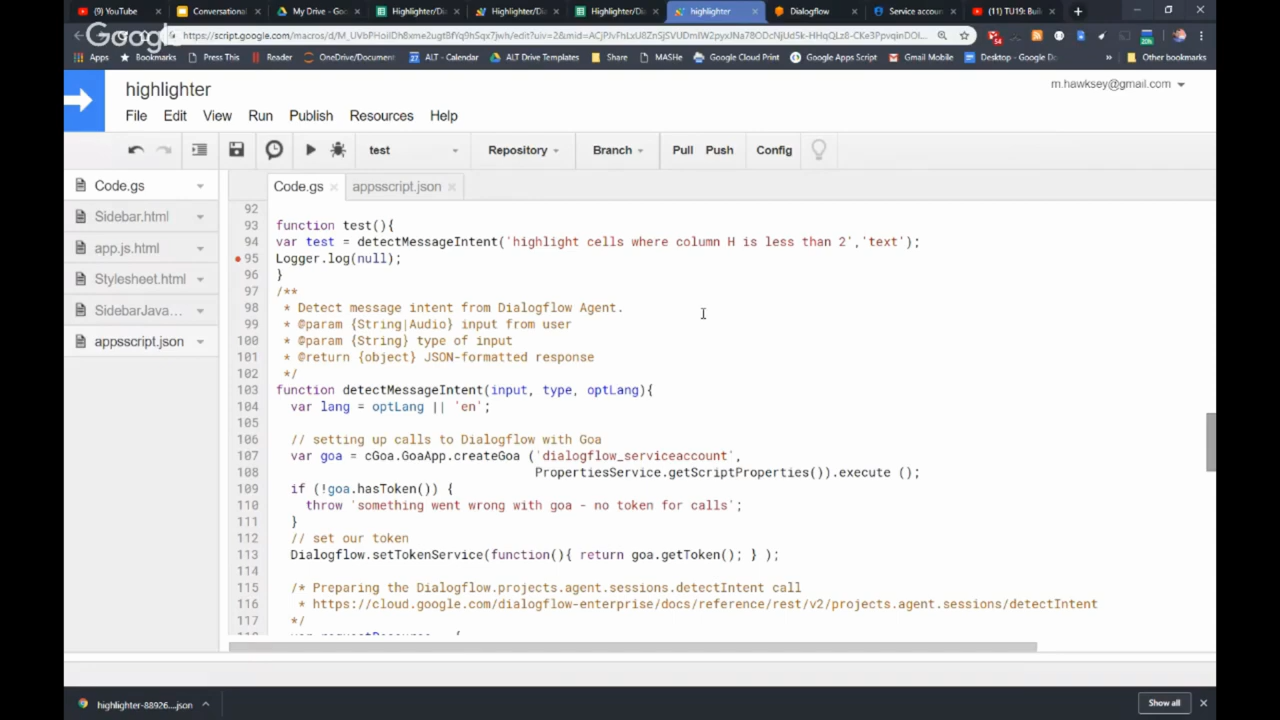 (9) YouTube
Conversational
My Drive - Goo
Highlighter/Di
Highlighter/Di
Highlighter/Di
highlighter
Dialogflow
Service accou
(11) TU19: Buil
Google
Apps
Bookmarks
Press This
Reader
OneDrive/Document
ALT - Calendar
ALT Drive Templates
Share
MASHe
Google Cloud Print
Google Apps Script
Gmail Mobile
Desktop - Google Do
»
Other bookmarks
highlighter
m.hawksey@gmail.com
File Edit View Run Publish Resources Help
test
Repository
Branch
Pull Push
Config
Code.gs
Sidebar.html
app.js.html
Stylesheet.html
SidebarJava...
appsscript.json
Code.gs
appsscript.json
92
93 function test(){
94 var test = detectMessageIntent('highlight cells where column H is less than 2','text');
95 Logger.log(null);
96 }
97 /**
98 * Detect message intent from Dialogflow Agent.
99 * @param {String|Audio} input from user
100 * @param {String} type of input
101 * @return {object} JSON-formatted response
102 */
103 function detectMessageIntent(input, type, optLang){
104 var lang = optLang || 'en';
105
106 // setting up calls to Dialogflow with Goa
107 var goa = cGoa.GoaApp.createGoa ('dialogflow_serviceaccount',
108 PropertiesService.getScriptProperties()).execute ();
109 if (!goa.hasToken()) {
110 throw 'something went wrong with goa - no token for calls';
111 }
112 // set our token
113 Dialogflow.setTokenService(function(){ return goa.getToken(); } );
114
115 /* Preparing the Dialogflow.projects.agent.sessions.detectIntent call
116 * https://cloud.google.com/dialogflow-enterprise/docs/reference/rest/v2/projects.agent.sessions/detectIntent
117 */
highlighter-88926....json
Show all